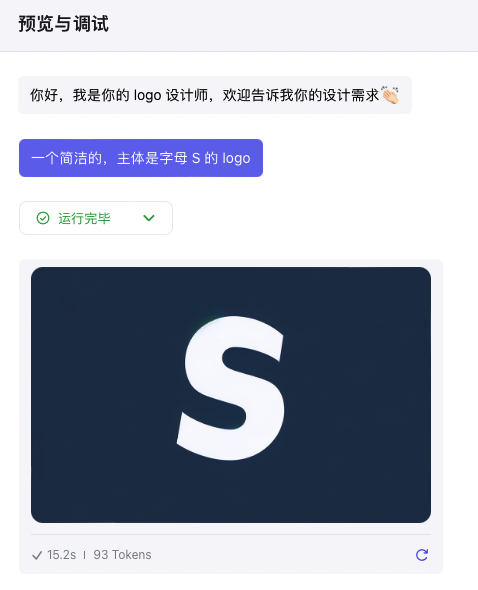 预览与调试
你好，我是你的 logo 设计师，欢迎告诉我你的设计需求👏🏻
一个简洁的，主体是字母 S 的 logo
运行完毕
S
15.2s | 93 Tokens